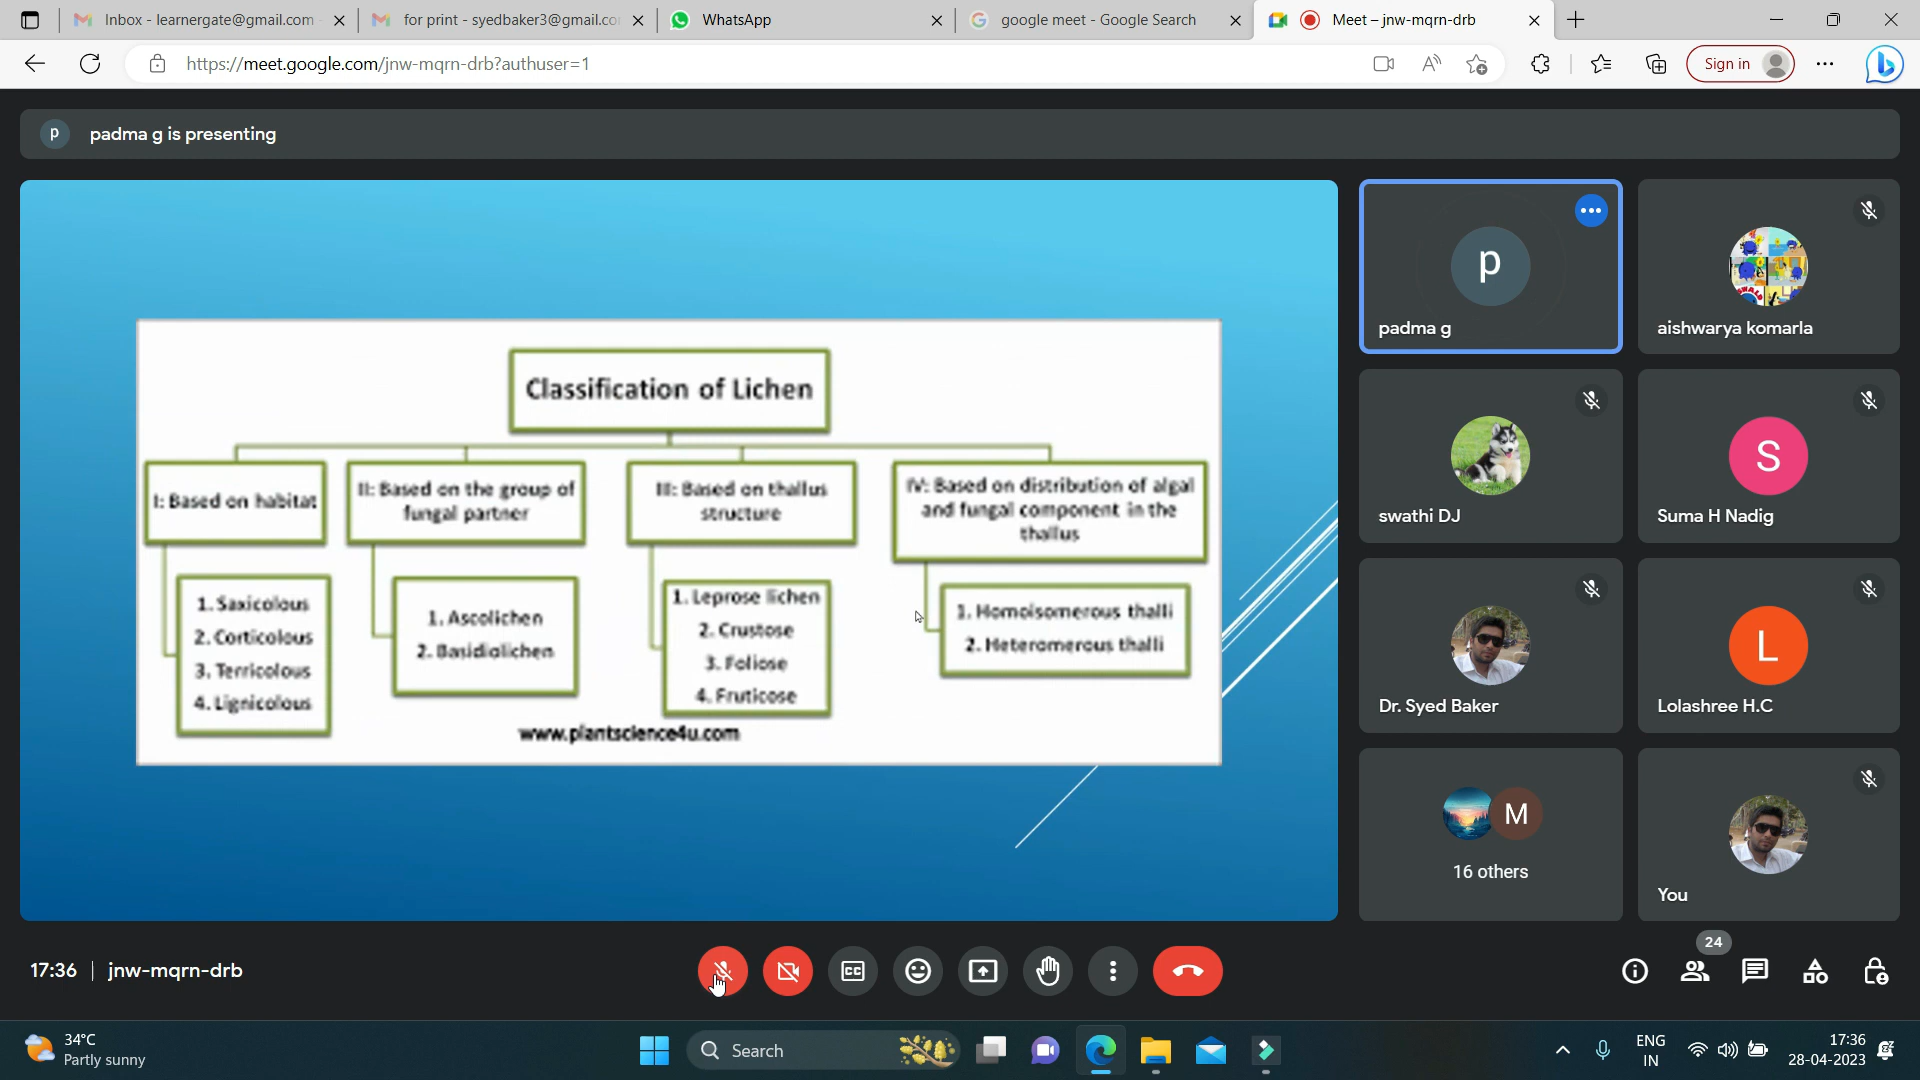 Inbox - learnergate@gmail.com
for print - syedbaker3@gmail.co
WhatsApp
google meet - Google Search
Meet – jnw-mqrn-drb
https://meet.google.com/jnw-mqrn-drb?authuser=1
Sign in
p
padma g is presenting
Classification of Lichen
I: Based on habitat
II: Based on the group of
fungal partner
III: Based on thallus
structure
IV: Based on distribution of algal
and fungal component in the
thallus
1. Saxicolous
2. Corticolous
3. Terricolous
4. Lignicolous
1. Ascolichen
2. Basidiolichen
1. Leprose lichen
2. Crustose
3. Foliose
4. Fruticose
1. Homoisomerous thalli
2. Heteromerous thalli
www.plantscience4u.com
p
padma g
aishwarya komarla
swathi DJ
S
Suma H Nadig
Dr. Syed Baker
L
Lolashree H.C
M
16 others
You
17:36 | jnw-mqrn-drb
CC
24
34°C
Partly sunny
Search
ENG
IN
17:36
28-04-2023